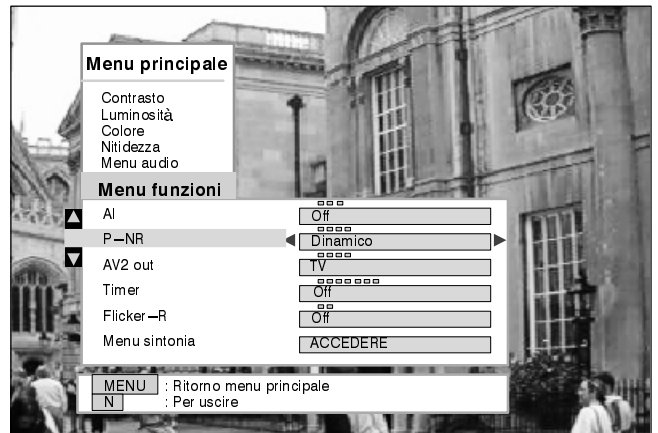 Menu principale
Contrasto
Luminosità
Colore
Nitidezza
Menu audio
Menu funzioni
AI Off
P–NR Dinamico
AV2 out TV
Timer Off
Flicker–R Off
Menu sintonia ACCEDERE
MENU : Ritorno menu principale
N : Per uscire